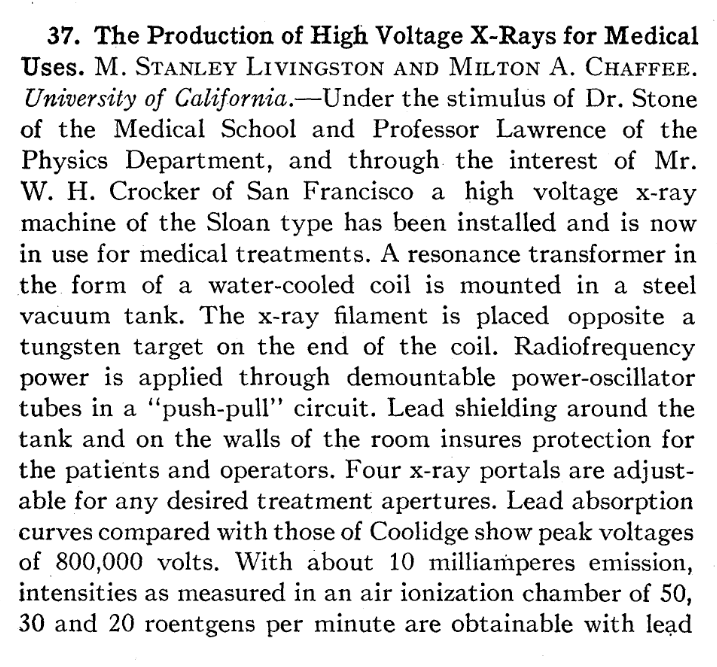 37. The Production of High Voltage X-Rays for Medical
Uses. M. STANLEY LIVINGSTON AND MILTON A. CHAFFEE.
University of California.—Under the stimulus of Dr. Stone
of the Medical School and Professor Lawrence of the
Physics Department, and through the interest of Mr.
W. H. Crocker of San Francisco a high voltage x-ray
machine of the Sloan type has been installed and is now
in use for medical treatments. A resonance transformer in
the form of a water-cooled coil is mounted in a steel
vacuum tank. The x-ray filament is placed opposite a
tungsten target on the end of the coil. Radiofrequency
power is applied through demountable power-oscillator
tubes in a “push-pull” circuit. Lead shielding around the
tank and on the walls of the room insures protection for
the patients and operators. Four x-ray portals are adjust-
able for any desired treatment apertures. Lead absorption
curves compared with those of Coolidge show peak voltages
of 800,000 volts. With about 10 milliamperes emission,
intensities as measured in an air ionization chamber of 50,
30 and 20 roentgens per minute are obtainable with lead